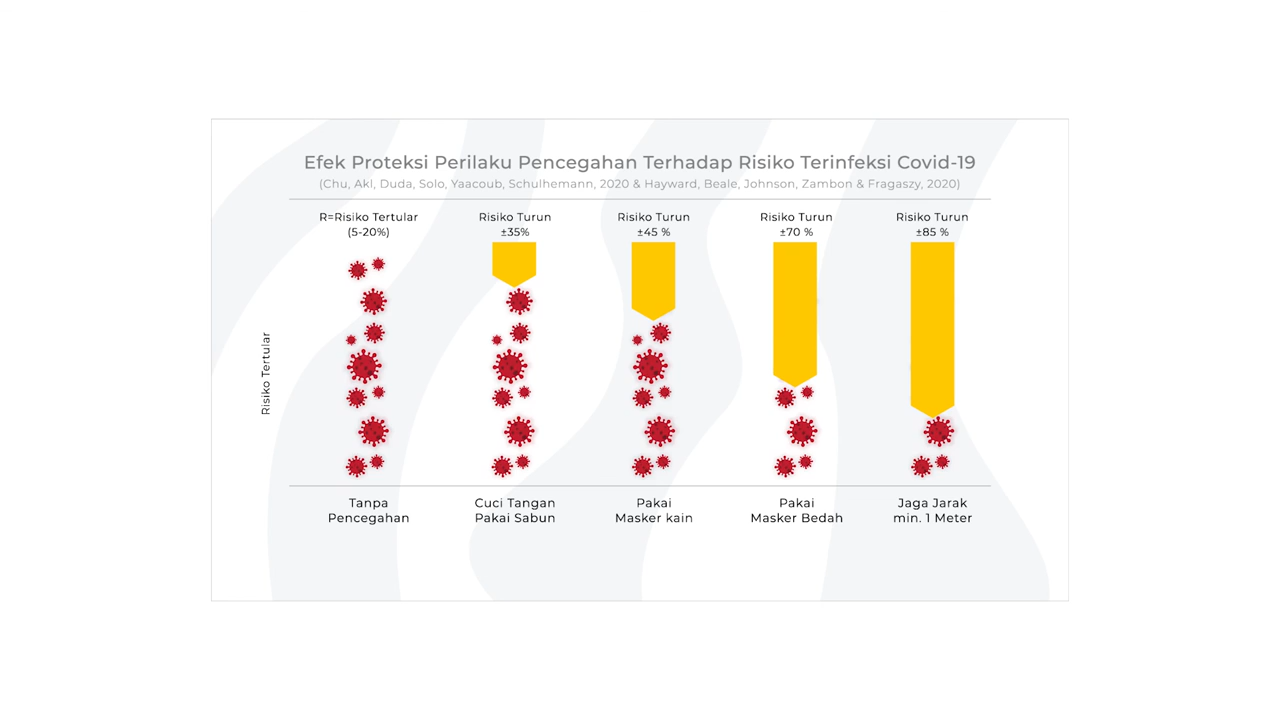 Efek Proteksi Perilaku Pencegahan Terhadap Risiko Terinfeksi Covid-19
(Chu, Akl, Duda, Solo, Yaacoub, Schulhemann, 2020 & Hayward, Beale, Johnson, Zambon & Fragaszy, 2020)
R=Risiko Tertular
(5-20%)
Risiko Turun
±35%
Risiko Turun
±45 %
Risiko Turun
±70 %
Risiko Turun
±85 %
Risiko Tertular
Tanpa
Pencegahan
Cuci Tangan
Pakai Sabun
Pakai
Masker kain
Pakai
Masker Bedah
Jaga Jarak
min. 1 Meter